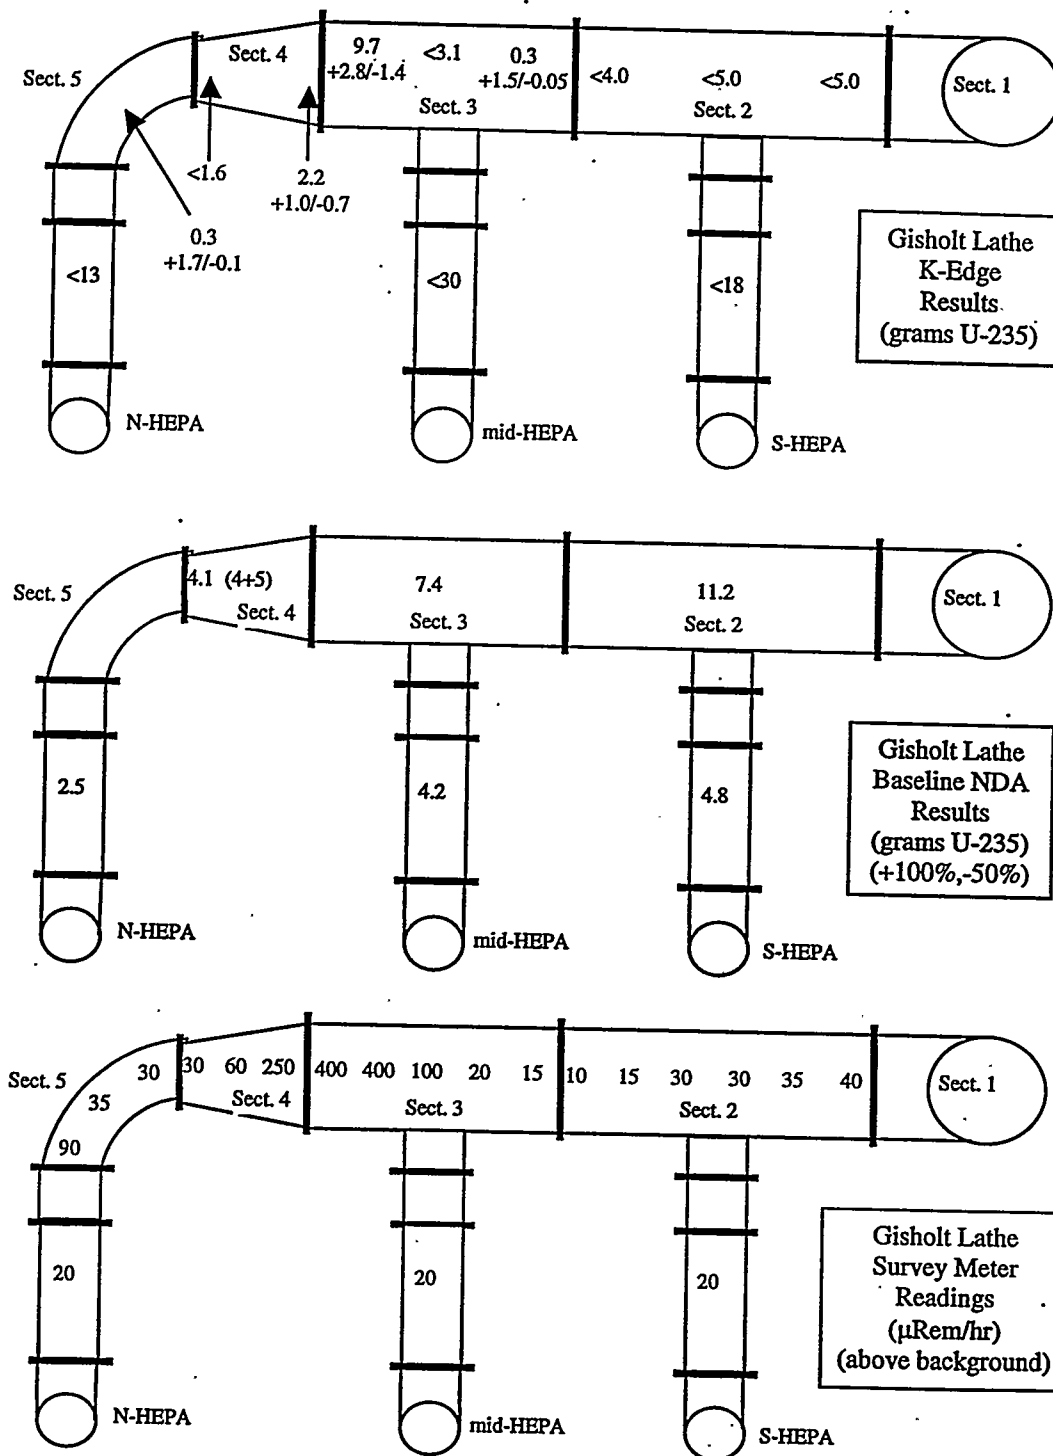 Sect. 5
Sect. 4
9.7
+2.8/-1.4
<3.1
0.3
+1.5/-0.05
Sect. 3
<4.0
<5.0
<5.0
Sect. 2
Sect. 1
<1.6
2.2
+1.0/-0.7
0.3
+1.7/-0.1
<13
<30
<18
N-HEPA
mid-HEPA
S-HEPA
Gisholt Lathe
K-Edge
Results
(grams U-235)
Sect. 5
4.1 (4+5)
Sect. 4
7.4
Sect. 3
11.2
Sect. 2
Sect. 1
2.5
4.2
4.8
N-HEPA
mid-HEPA
S-HEPA
Gisholt Lathe
Baseline NDA
Results
(grams U-235)
(+100%,-50%)
Sect. 5
90
35
30
30 60 250
Sect. 4
400 400 100 20 15
Sect. 3
10 15 30 30 35 40
Sect. 2
Sect. 1
20
20
20
N-HEPA
mid-HEPA
S-HEPA
Gisholt Lathe
Survey Meter
Readings
(μRem/hr)
(above background)